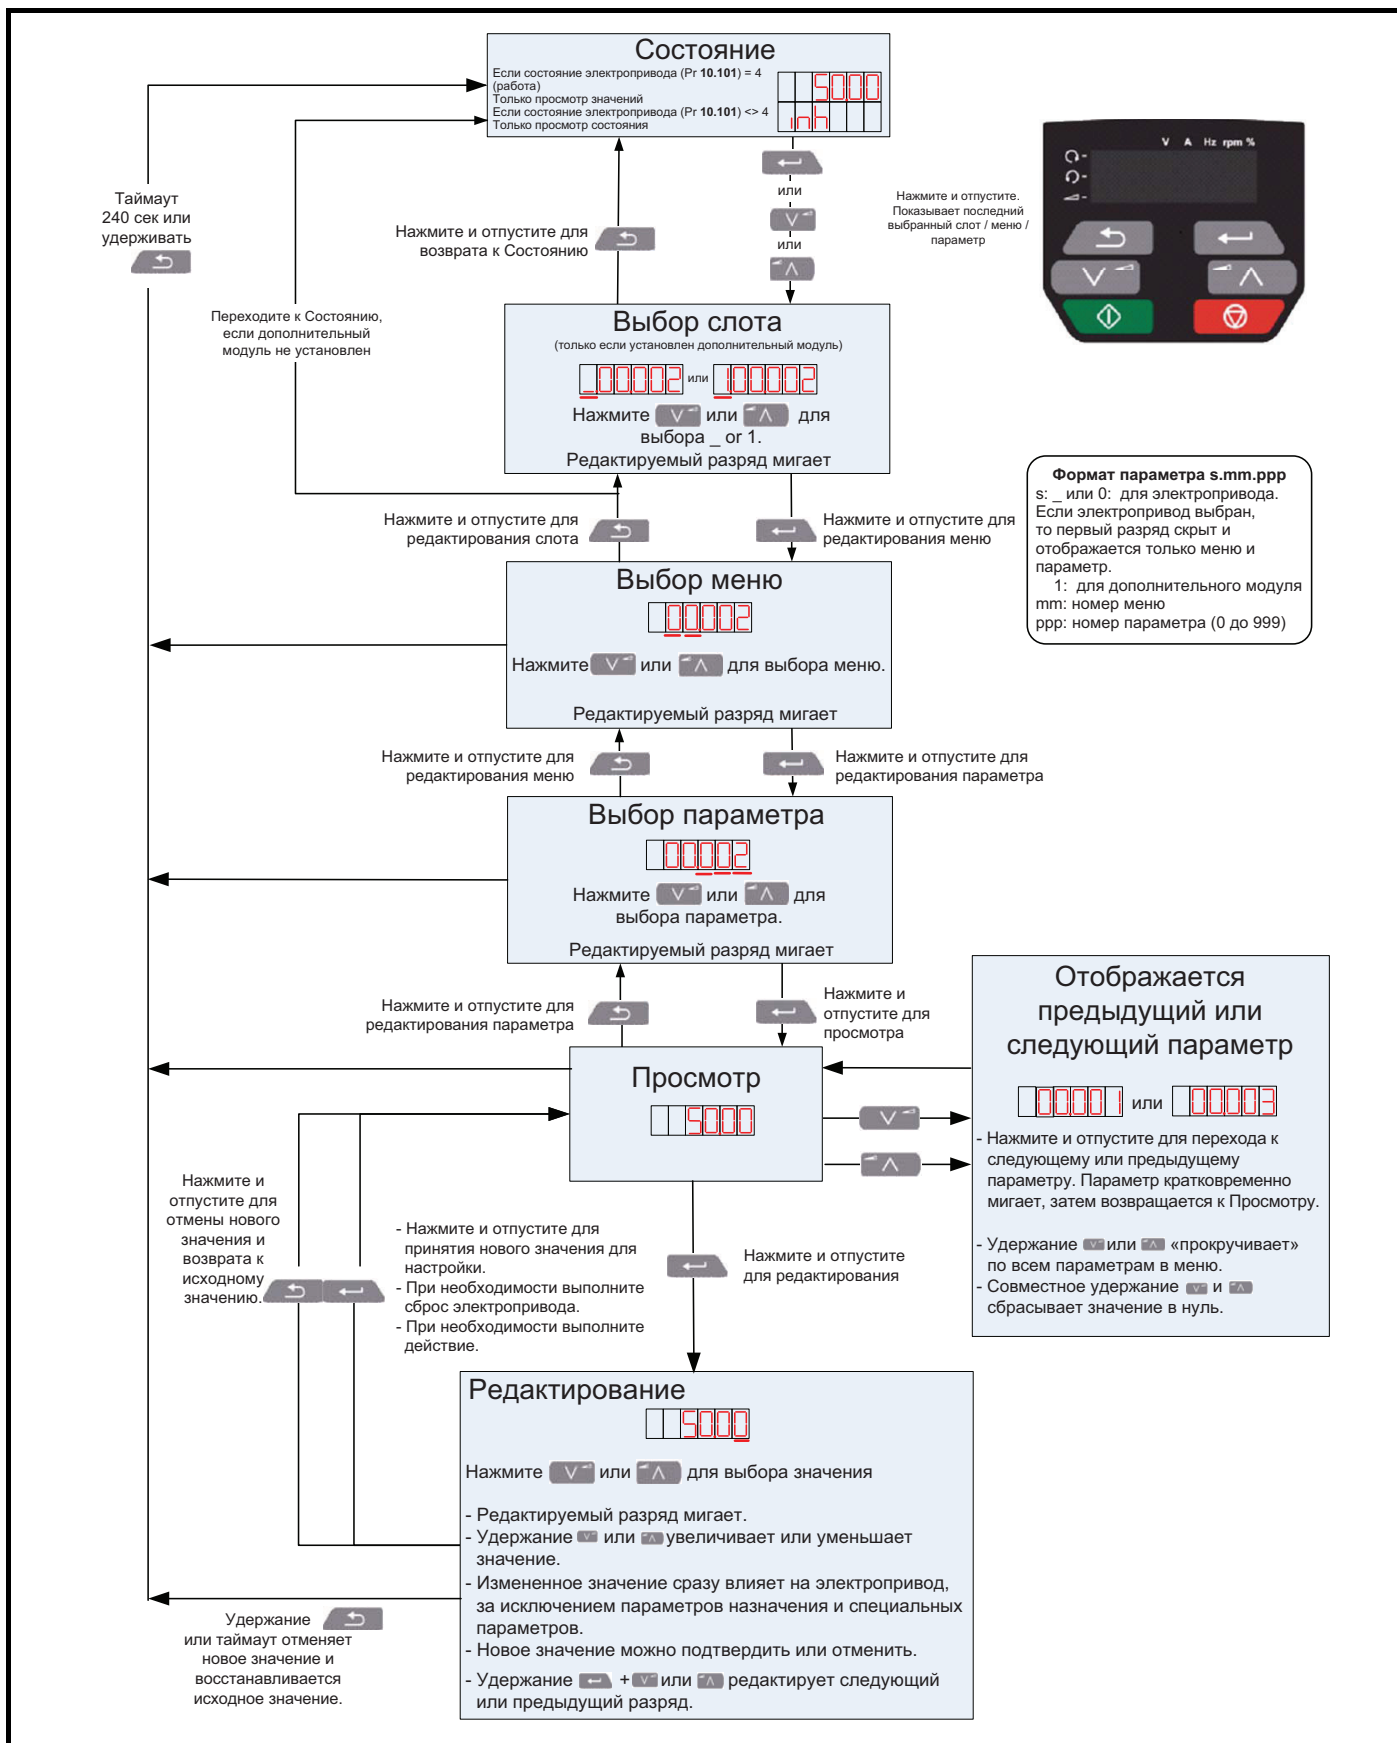 Состояние
Если состояние электропривода (Pr 10.101) = 4
(работа)
Только просмотр значений
Если состояние электропривода (Pr 10.101) <> 4
Только просмотр состояния
5000
inh
V A Hz rpm %
или
или
Нажмите и отпустите.
Показывает последний
выбранный слот / меню /
параметр
Таймаут
240 сек или
удерживать
Нажмите и отпустите для
возврата к Состоянию
Переходите к Состоянию,
если дополнительный
модуль не установлен
Выбор слота
(только если установлен дополнительный модуль)
_00002 или 100002
Нажмите или для
выбора _ or 1.
Редактируемый разряд мигает
Формат параметра s.mm.ppp
s: _ или 0: для электропривода.
Если электропривод выбран,
то первый разряд скрыт и
отображается только меню и
параметр.
1: для дополнительного модуля
mm: номер меню
ppp: номер параметра (0 до 999)
Нажмите и отпустите для
редактирования слота
Нажмите и отпустите для
редактирования меню
Выбор меню
00002
Нажмите или для выбора меню.
Редактируемый разряд мигает
Нажмите и отпустите для
редактирования меню
Нажмите и отпустите для
редактирования параметра
Выбор параметра
00002
Нажмите или для
выбора параметра.
Редактируемый разряд мигает
Нажмите и отпустите для
редактирования параметра
Нажмите и
отпустите для
просмотра
Отображается
предыдущий или
следующий параметр
00.001 или 00.003
- Нажмите и отпустите для перехода к
следующему или предыдущему
параметру. Параметр кратковременно
мигает, затем возвращается к Просмотру.
- Удержание или «прокручивает»
по всем параметрам в меню.
- Совместное удержание и
сбрасывает значение в нуль.
Просмотр
5000
Нажмите и
отпустите для
отмены нового
значения и
возврата к
исходному
значению.
- Нажмите и отпустите для
принятия нового значения для
настройки.
- При необходимости выполните
сброс электропривода.
- При необходимости выполните
действие.
Нажмите и отпустите
для редактирования
Редактирование
5000
Нажмите или для выбора значения
- Редактируемый разряд мигает.
- Удержание или увеличивает или уменьшает
значение.
- Измененное значение сразу влияет на электропривод,
за исключением параметров назначения и специальных
параметров.
- Новое значение можно подтвердить или отменить.
- Удержание + или редактирует следующий
или предыдущий разряд.
Удержание
или таймаут отменяет
новое значение и
восстанавливается
исходное значение.